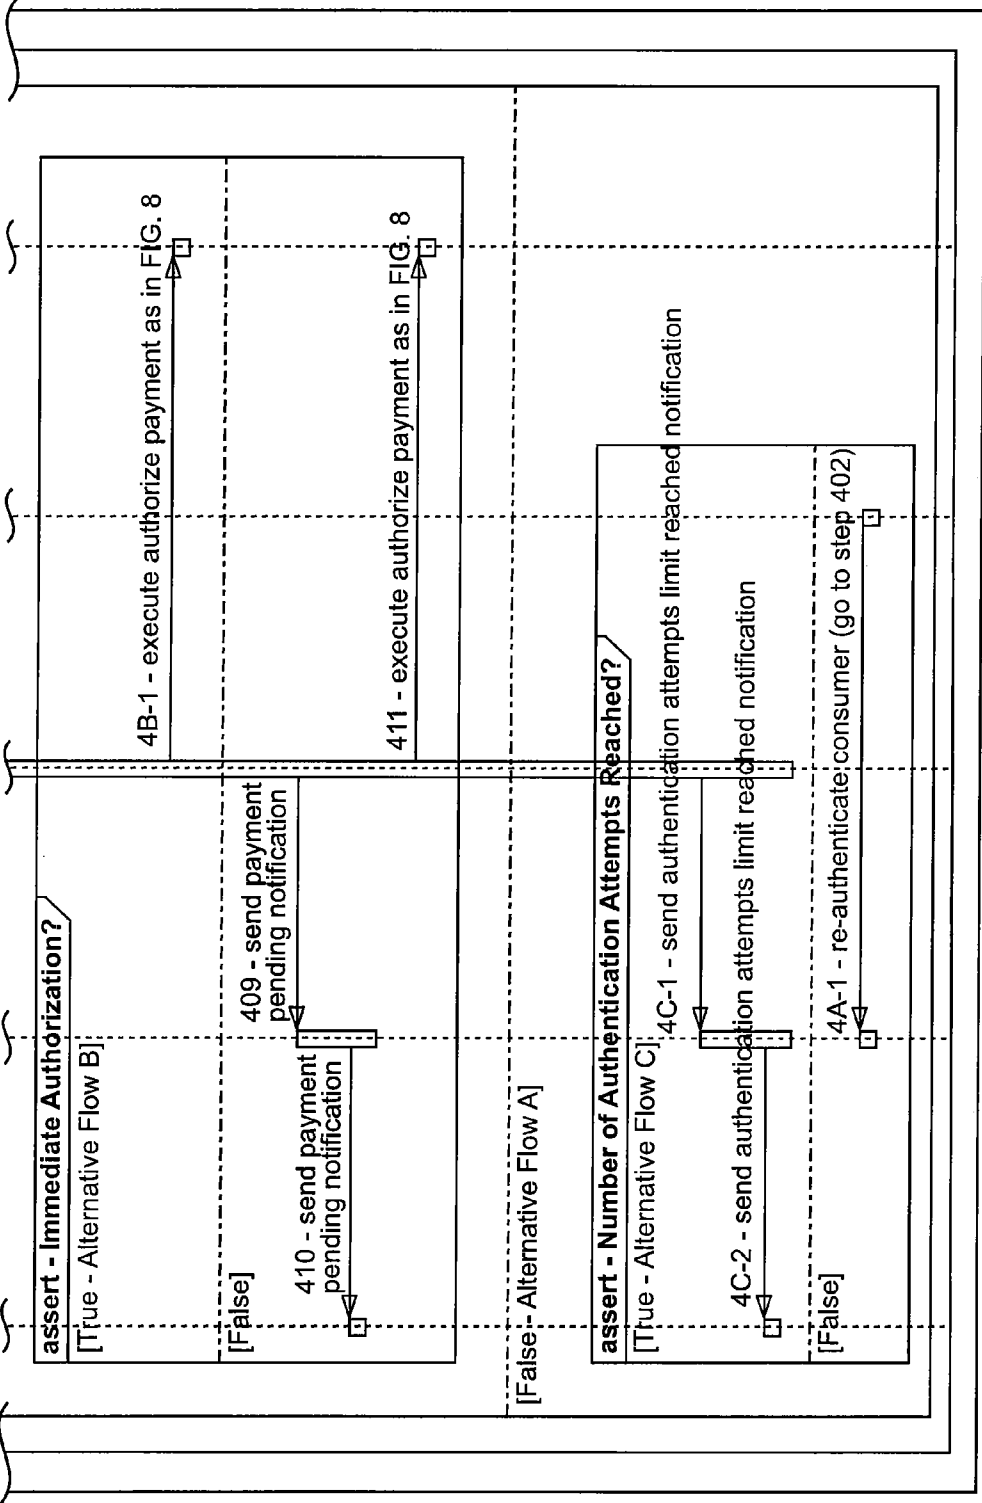 assert - Immediate Authorization?
[True - Alternative Flow B]
4B-1 - execute authorize payment as in FIG. 8
[False]
409 - send payment
pending notification
410 - send payment
pending notification
411 - execute authorize payment as in FIG. 8
[False - Alternative Flow A]
assert - Number of Authentication Attempts Reached?
[True - Alternative Flow C]
4C-1 - send authentication attempts limit reached notification
4C-2 - send authentication attempts limit reached notification
[False]
4A-1 - re-authenticate consumer (go to step 402)